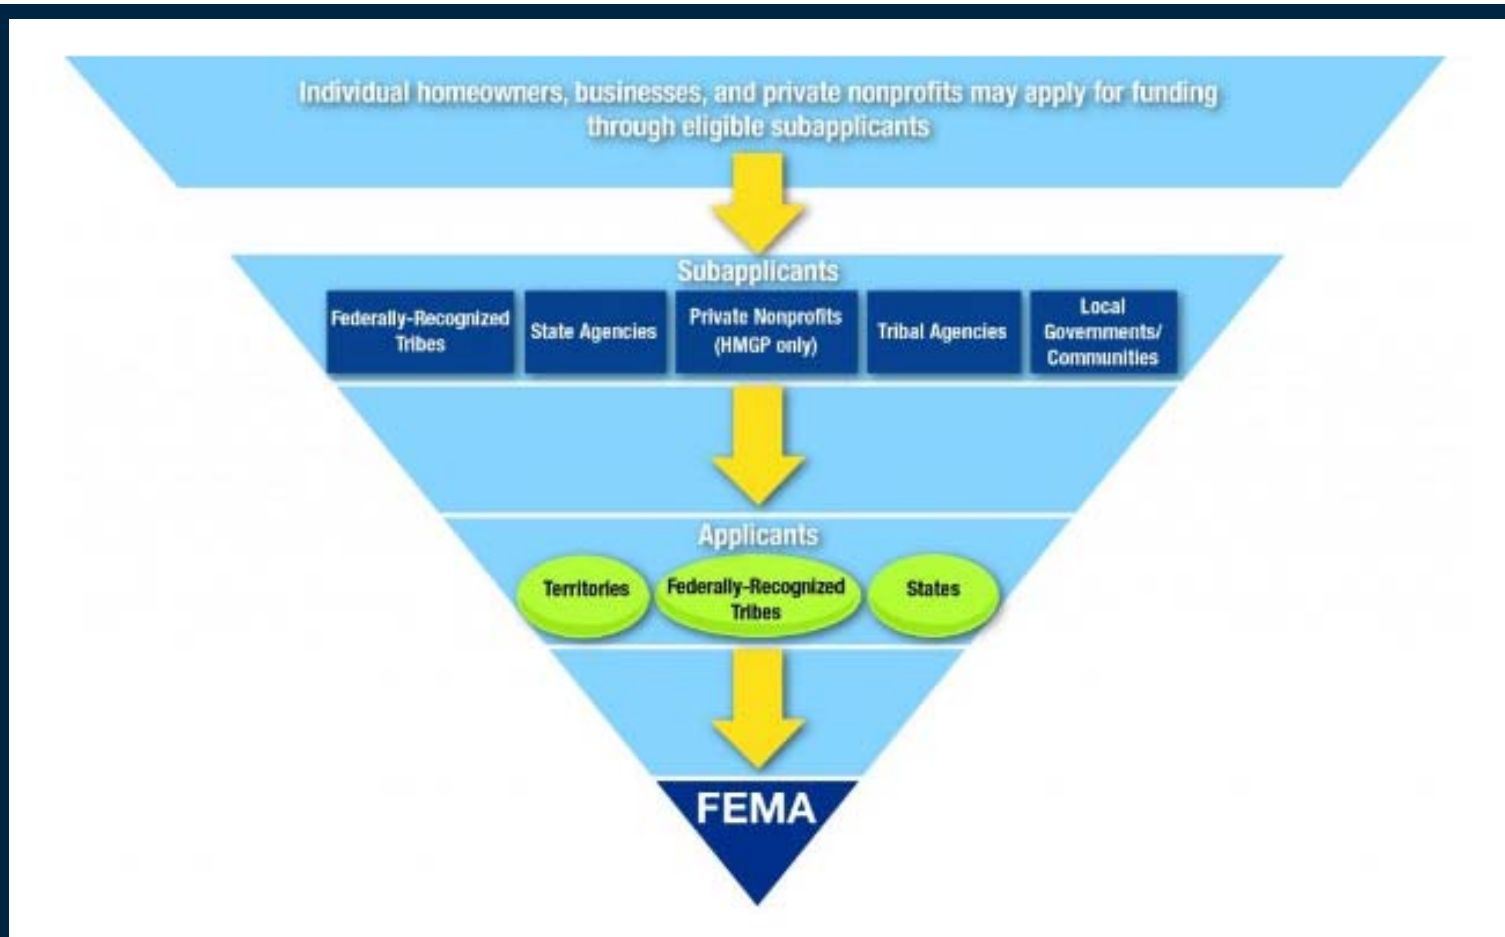 Individual homeowners, businesses, and private nonprofits may apply for funding
through eligible subapplicants
Subapplicants
Federally-Recognized
Tribes
State Agencies
Private Nonprofits
(HMGP only)
Tribal Agencies
Local
Governments/
Communities
Applicants
Territories
Federally-Recognized
Tribes
States
FEMA